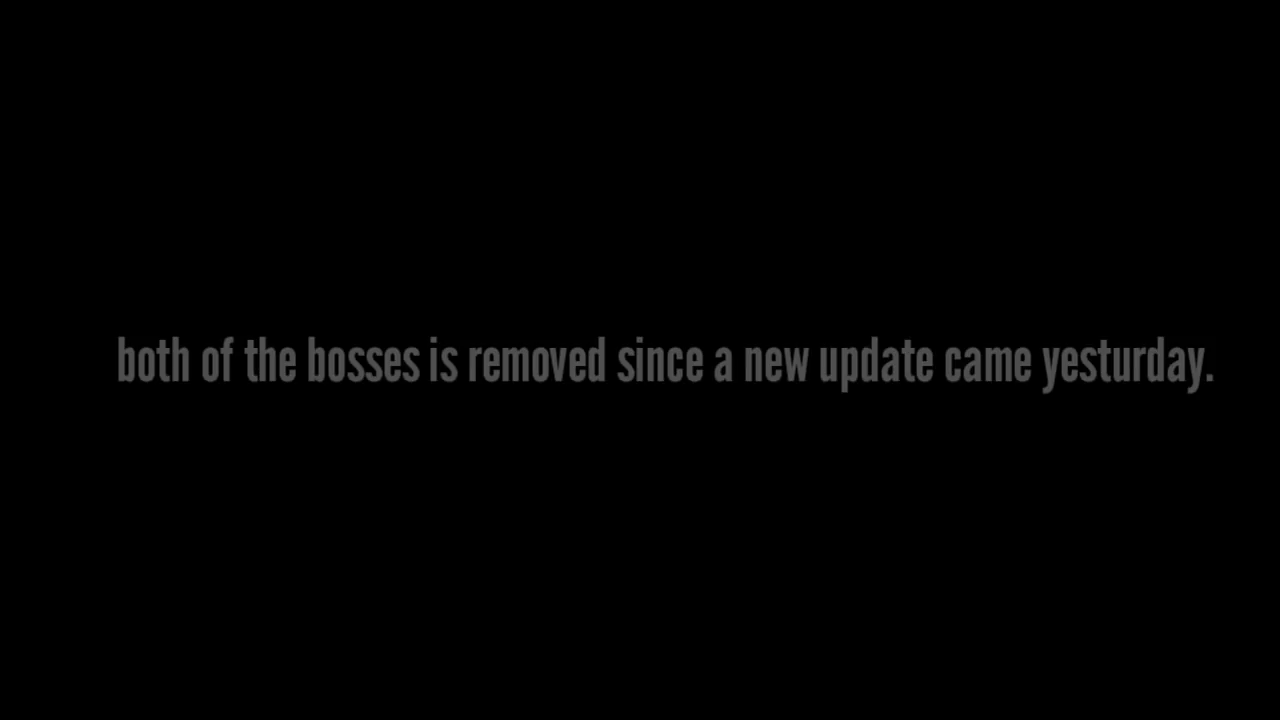 both of the bosses is removed since a new update came yesturday.